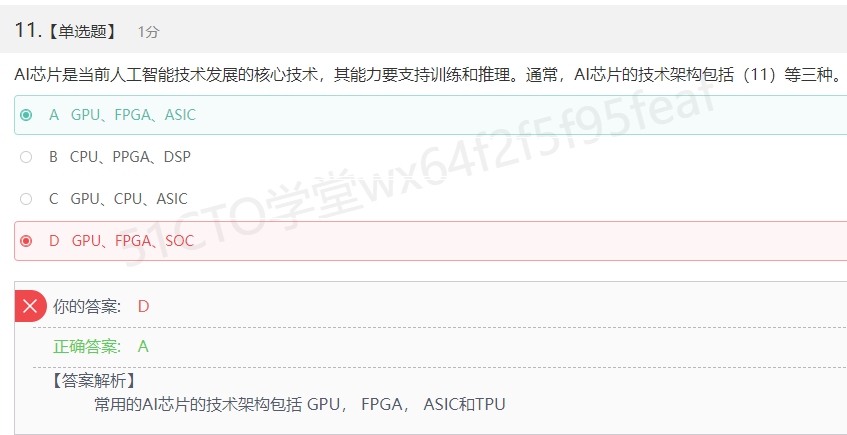 11.【单选题】 1分
AI芯片是当前人工智能技术发展的核心技术，其能力要支持训练和推理。通常，AI芯片的技术架构包括（11）等三种。
A GPU、FPGA、ASIC
B CPU、PPGA、DSP
C GPU、CPU、ASIC
D GPU、FPGA、SOC
51CTO学堂wx64f2f5f95feaf
你的答案: D
正确答案: A
【答案解析】
常用的AI芯片的技术架构包括 GPU， FPGA， ASIC和TPU